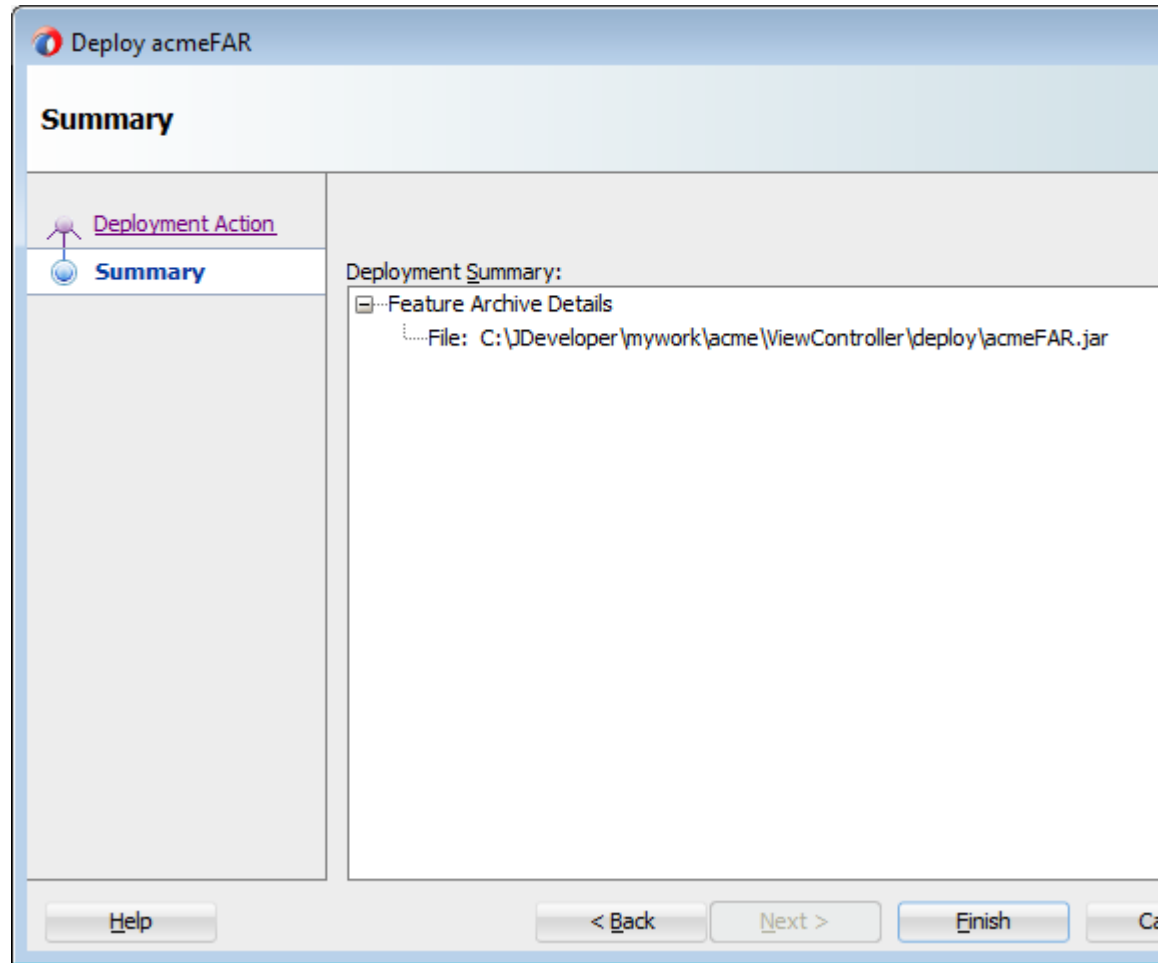 Deploy acmeFAR
Summary
Deployment Action
Summary
Deployment Summary:
Feature Archive Details
File: C:\JDeveloper\mywork\acme\ViewController\deploy\acmeFAR.jar
Help < Back Next > Finish Ca